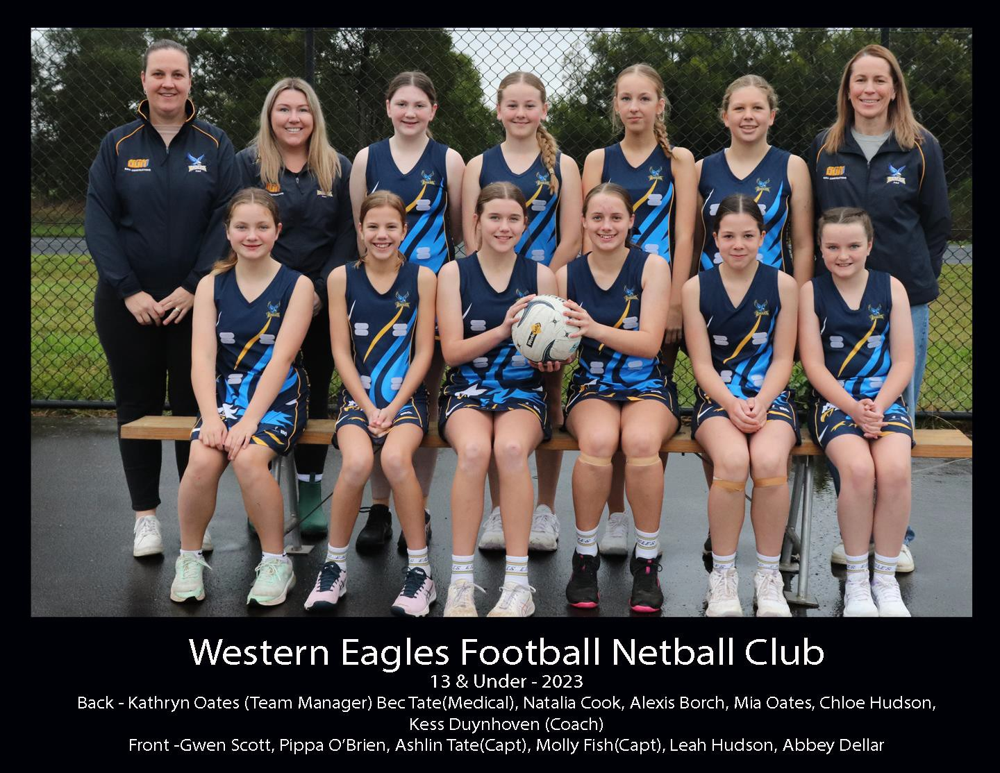 Western Eagles Football Netball Club
13 & Under - 2023
Back - Kathryn Oates (Team Manager) Bec Tate(Medical), Natalia Cook, Alexis Borch, Mia Oates, Chloe Hudson,
Kess Duynhoven (Coach)
Front -Gwen Scott, Pippa O’Brien, Ashlin Tate(Capt), Molly Fish(Capt), Leah Hudson, Abbey Dellar